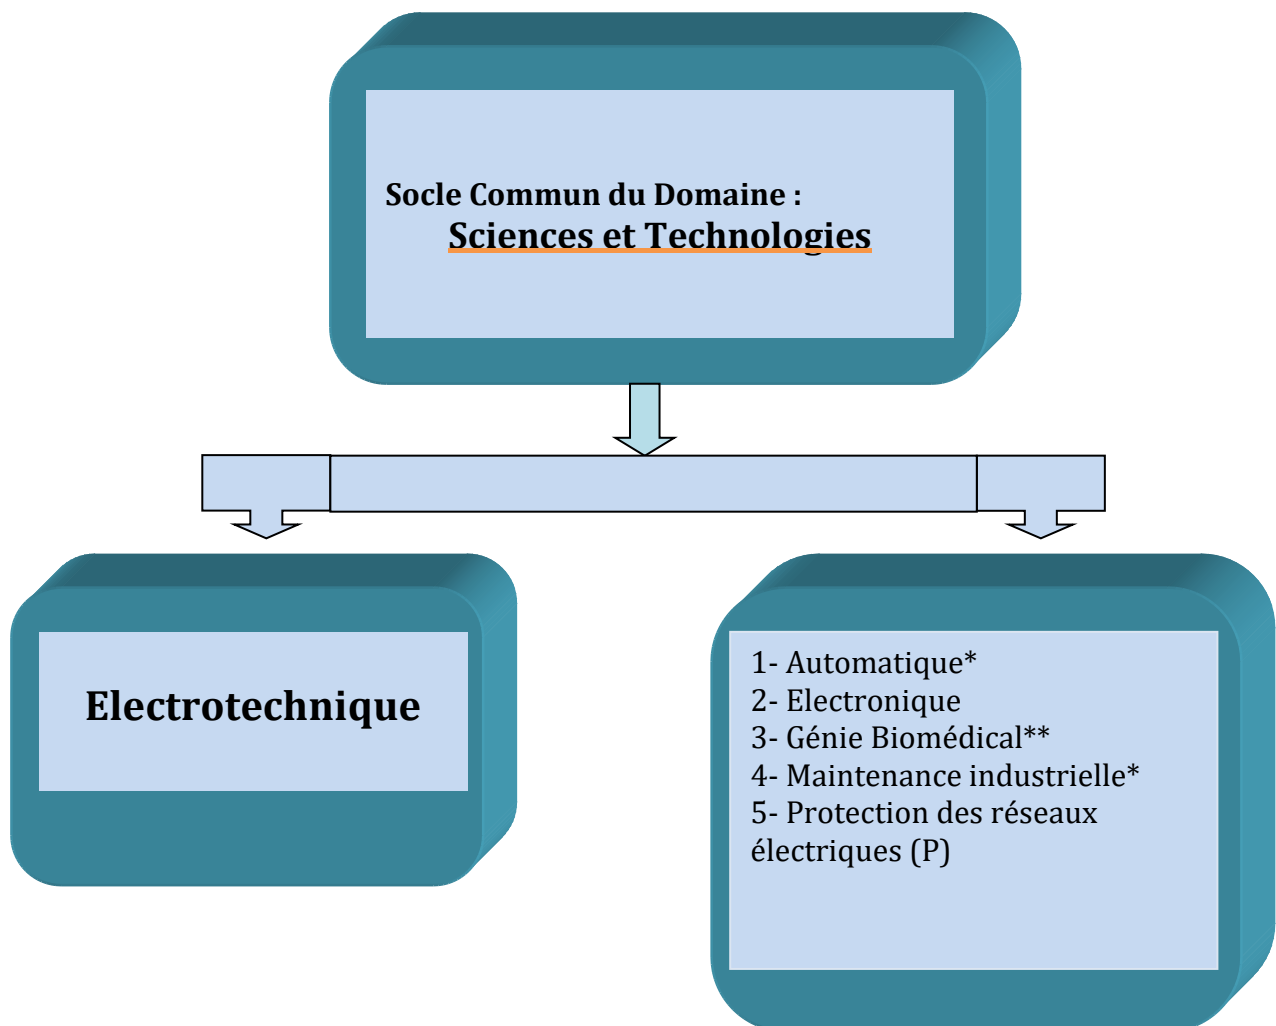 Socle Commun du Domaine :
Sciences et Technologies
Electrotechnique
1- Automatique*
2- Electronique
3- Génie Biomédical**
4- Maintenance industrielle*
5- Protection des réseaux
électriques (P)